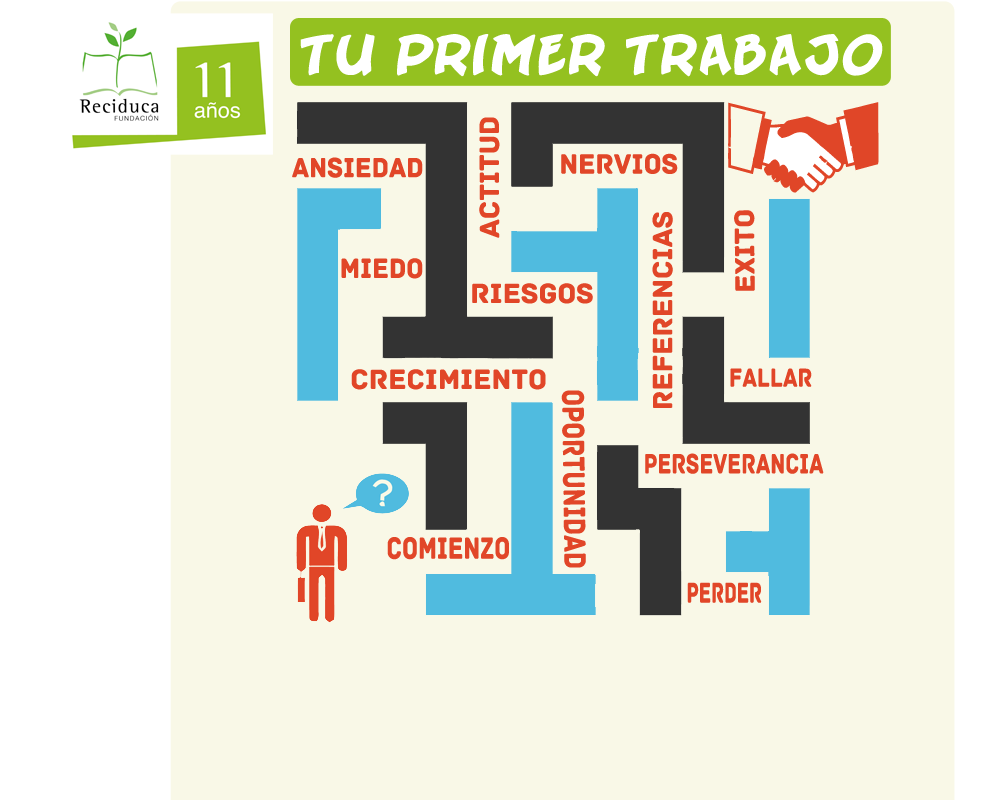 TU PRIMER TRABAJO
Reciduca
FUNDACIÓN
11
años
ANSIEDAD
ACTITUD
NERVIOS
MIEDO
RIESGOS
REFERENCIAS
EXITO
CRECIMIENTO
FALLAR
OPORTUNIDAD
PERSEVERANCIA
?
COMIENZO
PERDER